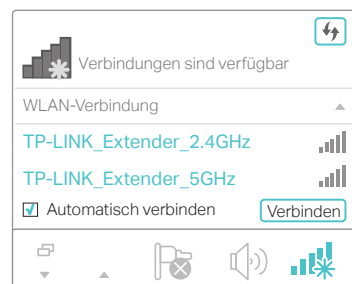 Verbindungen sind verfügbar
WLAN-Verbindung
TP-LINK_Extender_2.4GHz
TP-LINK_Extender_5GHz
Automatisch verbinden Verbinden